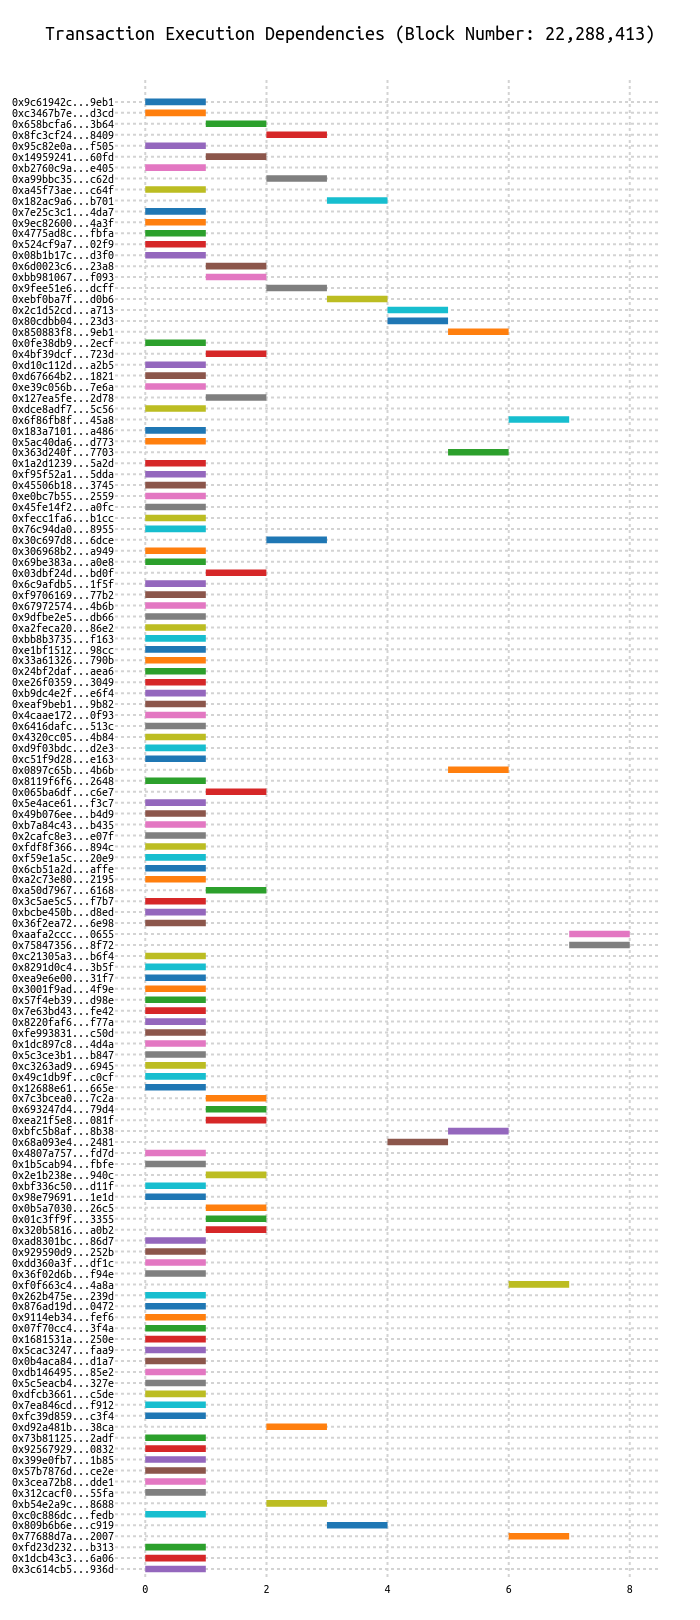 Transaction Execution Dependencies (Block Number: 22,288,413)
0x9c61942c...9eb1
0xc3467b7e...d3cd
0x658bcfa6...3b64
0x8fc3cf24...8409
0x95c82e0a...f505
0x14959241...60fd
0xb2760c9a...e405
0xa99bbc35...c62d
0xa45f73ae...c64f
0x182ac9a6...b701
0x7e25c3c1...4da7
0x9ec82600...4a3f
0x4775ad8c...fbfa
0x524cf9a7...02f9
0x08b1b17c...d3f0
0x6d0023c6...23a8
0xbb981067...f093
0x9fee51e6...dcff
0xebf0ba7f...d0b6
0x2c1d52cd...a713
0x80cdbb04...23d3
0x850883f8...9eb1
0x0fe38db9...2ecf
0x4bf39dcf...723d
0xd10c112d...a2b5
0xd67664b2...1821
0xe39c056b...7e6a
0x127ea5fe...2d78
0xdce8adf7...5c56
0x6f86fb8f...45a8
0x183a7101...a486
0x5ac40da6...d773
0x363d240f...7703
0x1a2d1239...5a2d
0xf95f52a1...5dda
0x45506b18...3745
0xe0bc7b55...2559
0x45fe14f2...a0fc
0xfecc1fa6...b1cc
0x76c94da0...8955
0x30c697d8...6dce
0x306968b2...a949
0x69be383a...a0e8
0x03dbf24d...bd0f
0x6c9afdb5...1f5f
0xf9706169...77b2
0x67972574...4b6b
0x9dfbe2e5...db66
0xa2feca20...86e2
0xbb8b3735...f163
0xe1bf1512...98cc
0x33a61326...790b
0x24bf2daf...aea6
0xe26f0359...3049
0xb9dc4e2f...e6f4
0xeaf9beb1...9b82
0x4caae172...0f93
0x6416dafc...513c
0x4320cc05...4b84
0xd9f03bdc...d2e3
0xc51f9d28...e163
0x0897c65b...4b6b
0x8119f6f6...2648
0x065ba6df...c6e7
0x5e4ace61...f3c7
0x49b076ee...b4d9
0xb7a84c43...b435
0x2cafc8e3...e07f
0xfdf8f366...894c
0xf59e1a5c...20e9
0x6cb51a2d...affe
0xa2c73e80...2195
0xa50d7967...6168
0x3c5ae5c5...f7b7
0xbcbe450b...d8ed
0x36f2ea72...6e98
0xaafa2ccc...0655
0x75847356...8f72
0xc21305a3...b6f4
0x8291d0c4...3b5f
0xea9e6e00...31f7
0x3001f9ad...4f9e
0x57f4eb39...d98e
0x7e63bd43...fe42
0x8220faf6...f77a
0xfe993831...c50d
0x1dc897c8...4d4a
0x5c3ce3b1...b847
0xc3263ad9...6945
0x49c1db9f...c0cf
0x12688e61...665e
0x7c3bcea0...7c2a
0x693247d4...79d4
0xea21f5e8...081f
0xbfc5b8af...8b38
0x68a093e4...2481
0x4807a757...fd7d
0x1b5cab94...fbfe
0x2e1b238e...940c
0xbf336c50...d11f
0x98e79691...1e1d
0x0b5a7030...26c5
0x01c3ff9f...3355
0x320b5816...a0b2
0xad8301bc...86d7
0x929590d9...252b
0xdd360a3f...df1c
0x36f02d6b...f94e
0xf0f663c4...4a8a
0x262b475e...239d
0x876ad19d...0472
0x9114eb34...fef6
0x07f70cc4...3f4a
0x1681531a...250e
0x5cac3247...faa9
0x0b4aca84...d1a7
0xdb146495...85e2
0x5c5eacb4...327e
0xdfcb3661...c5de
0x7ea846cd...f912
0xfc39d859...c3f4
0xd92a481b...38ca
0x73b81125...2adf
0x92567929...0832
0x399e0fb7...1b85
0x57b7876d...ce2e
0x3cea72b8...dde1
0x312cacf0...55fa
0xb54e2a9c...8688
0xc0c886dc...fedb
0x809b6b6e...c919
0x77688d7a...2007
0xfd23d232...b313
0x1dcb43c3...6a06
0x3c614cb5...936d
0 2 4 6 8